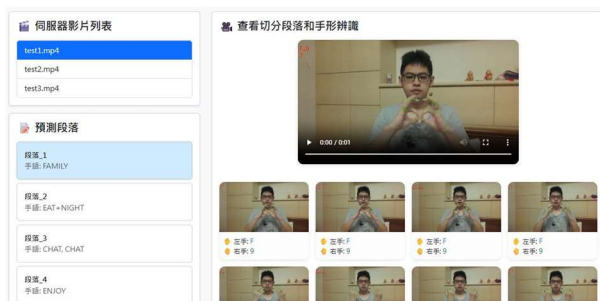 伺服器影片列表
test1.mp4
test2.mp4
test3.mp4
預測段落
段落_1
手語: FAMILY
段落_2
手語: EAT+NIGHT
段落_3
手語: CHAT, CHAT
段落_4
手語: ENJOY
查看切分段落和手形辨識
0:00 / 0:01
左手: F
右手: 9
左手: F
右手: 9
左手: F
右手: 9
左手: F
右手: 9